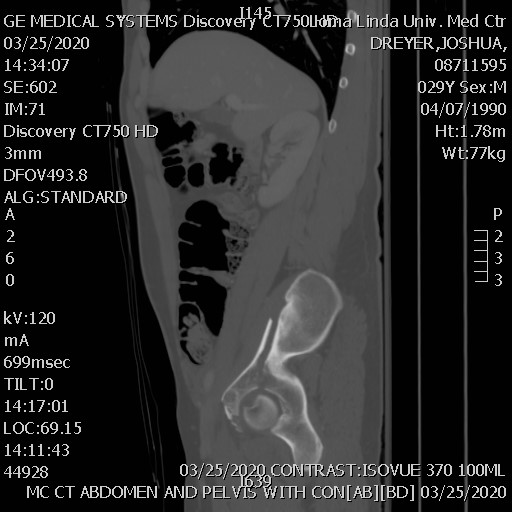 I145
GE MEDICAL SYSTEMS Discovery CT750 HD Loma Linda Univ. Med Ctr
03/25/2020 DREYER,JOSHUA,
14:34:07 08711595
SE:602 029Y Sex:M
IM:71 04/07/1990
Discovery CT750 HD Ht:1.78m
3mm Wt:77kg
DFOV493.8
ALG:STANDARD
A P
2 2
6 3
0 3
kV:120
mA
699msec
TILT:0
14:17:01
LOC:69.15
14:11:43
44928 03/25/2020 CONTRAST:ISOVUE 370 100ML
I639
MC CT ABDOMEN AND PELVIS WITH CON[AB][BD] 03/25/2020